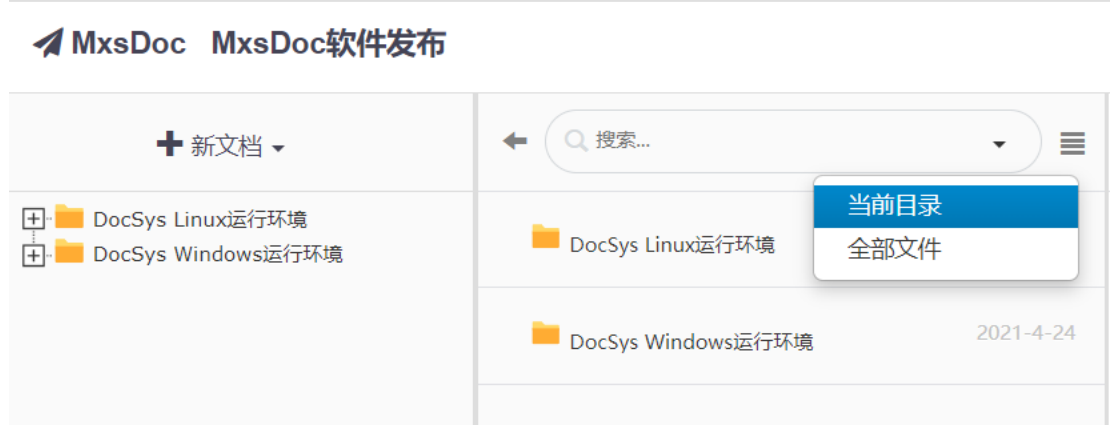 MxsDoc MxsDoc软件发布
新文档
搜索...
DocSys Linux运行环境
DocSys Windows运行环境
当前目录
全部文件
DocSys Linux运行环境
DocSys Windows运行环境 2021-4-24